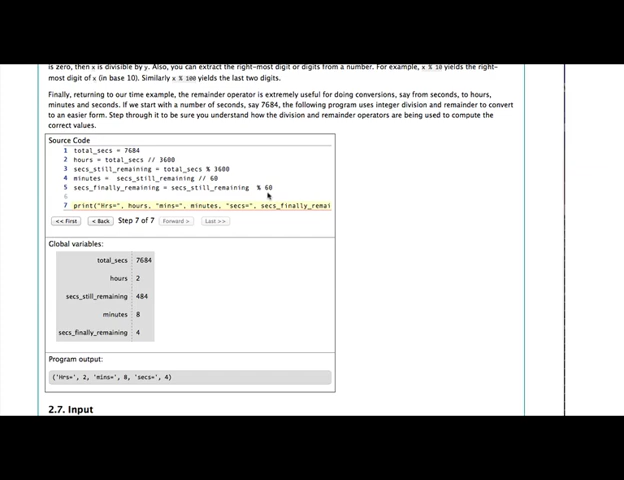 is zero, then x is divisible by y. Also, you can extract the right-most digit or digits from a number. For example, x % 10 yields the right-
most digit of x (in base 10). Similarly x % 100 yields the last two digits.
Finally, returning to our time example, the remainder operator is extremely useful for doing conversions, say from seconds, to hours,
minutes and seconds. If we start with a number of seconds, say 7684, the following program uses integer division and remainder to convert
to an easier form. Step through it to be sure you understand how the division and remainder operators are being used to compute the
correct values.
Source Code
1 total_secs = 7684
2 hours = total_secs // 3600
3 secs_still_remaining = total_secs % 3600
4 minutes =  secs_still_remaining // 60
5 secs_finally_remaining = secs_still_remaining  % 60
6
7 print("Hrs=", hours, "mins=", minutes, "secs=", secs_finally_remai
<< First < Back Step 7 of 7 Forward > Last >>
Global variables:
total_secs 7684
hours 2
secs_still_remaining 484
minutes 8
secs_finally_remaining 4
Program output:
('Hrs=', 2, 'mins=', 8, 'secs=', 4)
2.7. Input